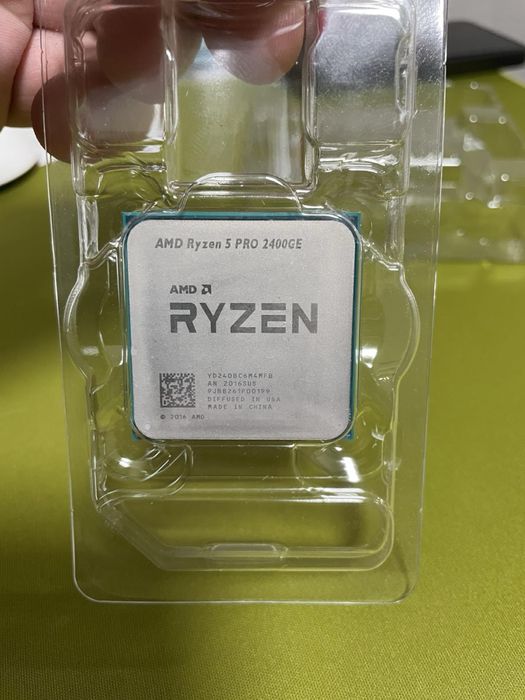 AMD Ryzen 5 PRO 2400GE
AMD
RYZEN
YD240BC6M4MFB
AN 2016SUS
9JB8261P00199
DIFFUSED IN USA
MADE IN CHINA
© 2016 AMD